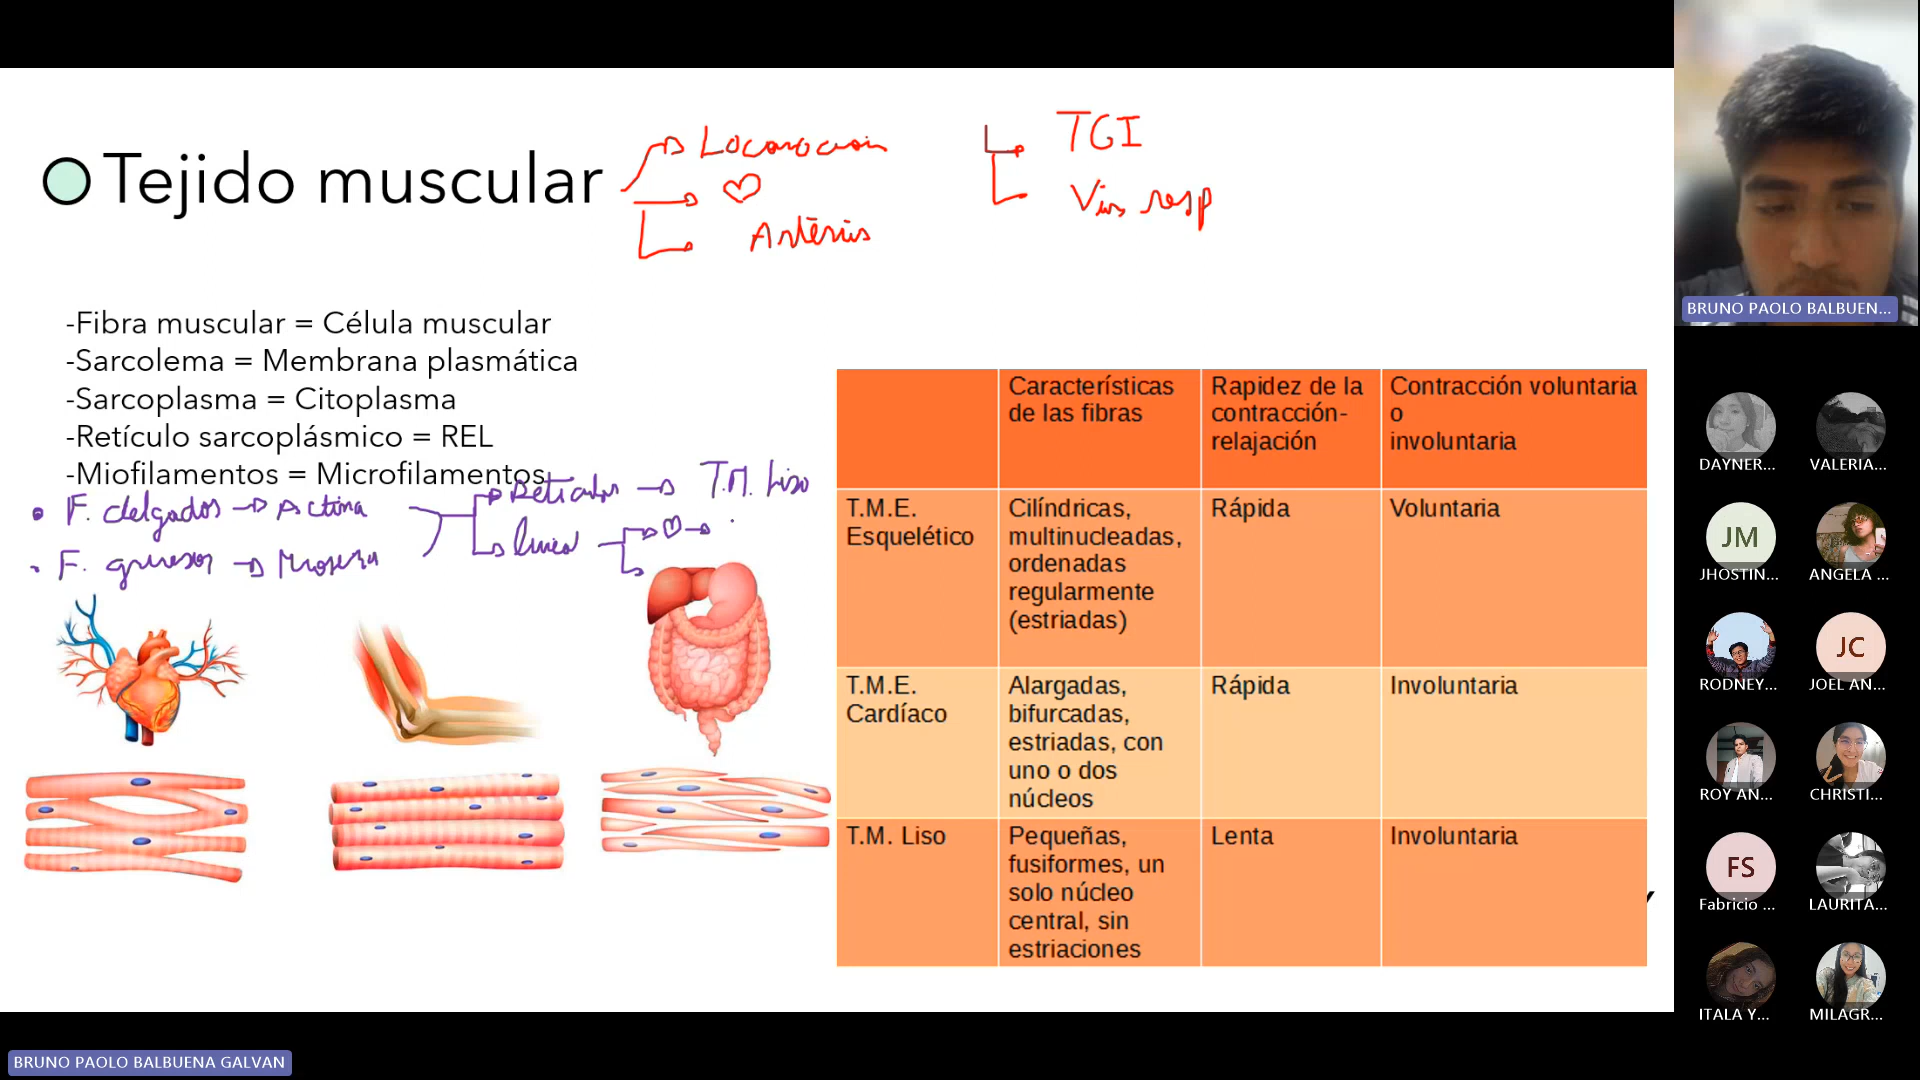 Tejido muscular
Locomocion
♡
Arterias
TGI
Vias resp
-Fibra muscular = Célula muscular
-Sarcolema = Membrana plasmática
-Sarcoplasma = Citoplasma
-Retículo sarcoplásmico = REL
-Miofilamentos = Microfilamentos
• F. delgados → Actina
• F. gruesos → Miosina
Reticular → T.M. Liso
♡ →
Características de las fibras
Rapidez de la contracción-relajación
Contracción voluntaria o involuntaria
T.M.E. Esquelético
Cilíndricas, multinucleadas, ordenadas regularmente (estriadas)
Rápida
Voluntaria
T.M.E. Cardíaco
Alargadas, bifurcadas, estriadas, con uno o dos núcleos
Rápida
Involuntaria
T.M. Liso
Pequeñas, fusiformes, un solo núcleo central, sin estriaciones
Lenta
Involuntaria
BRUNO PAOLO BALBUEN...
DAYNER...
VALERIA...
JM
JHOSTIN...
ANGELA ...
RODNEY...
JC
JOEL AN...
ROY AN...
CHRISTI...
FS
Fabricio ...
LAURITA...
ITALA Y...
MILAGR...
BRUNO PAOLO BALBUENA GALVAN